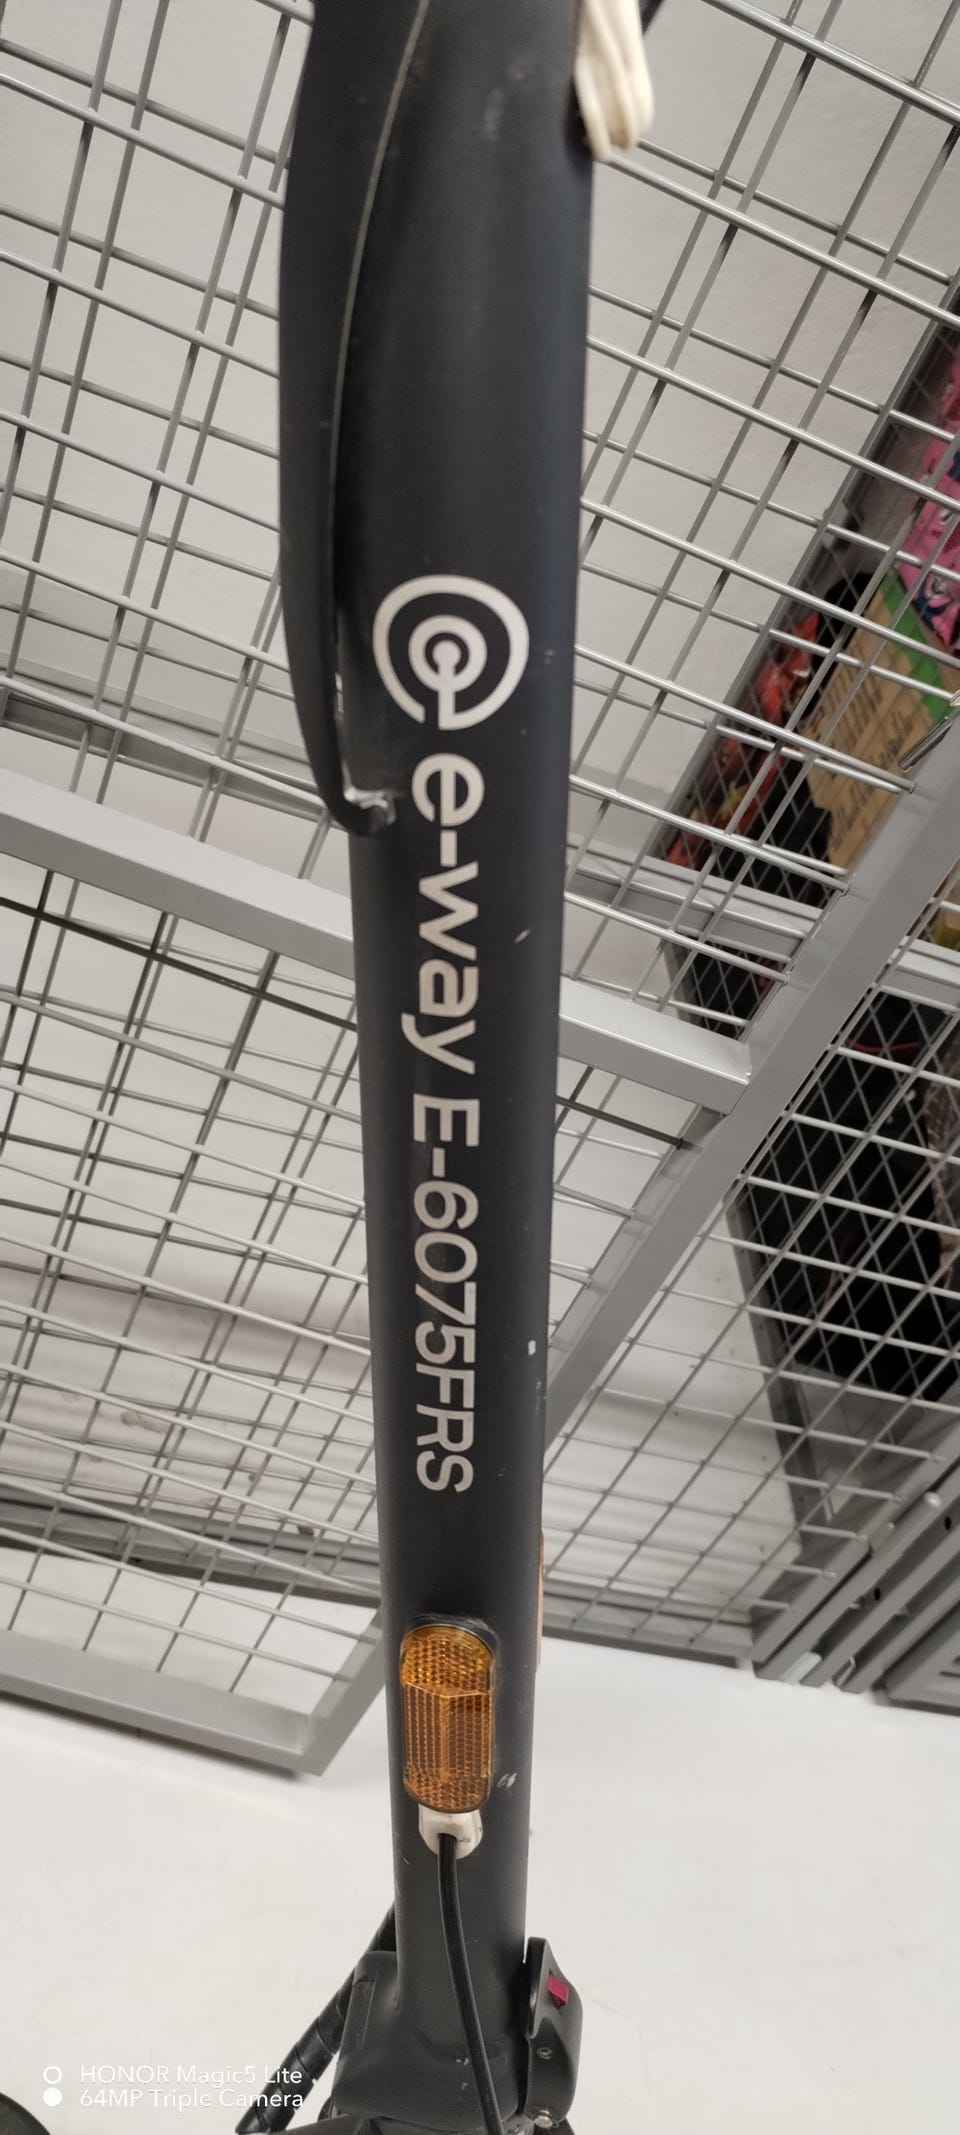 e-way E-6075FRS
HONOR Magic5 Lite
64MP Triple Camera